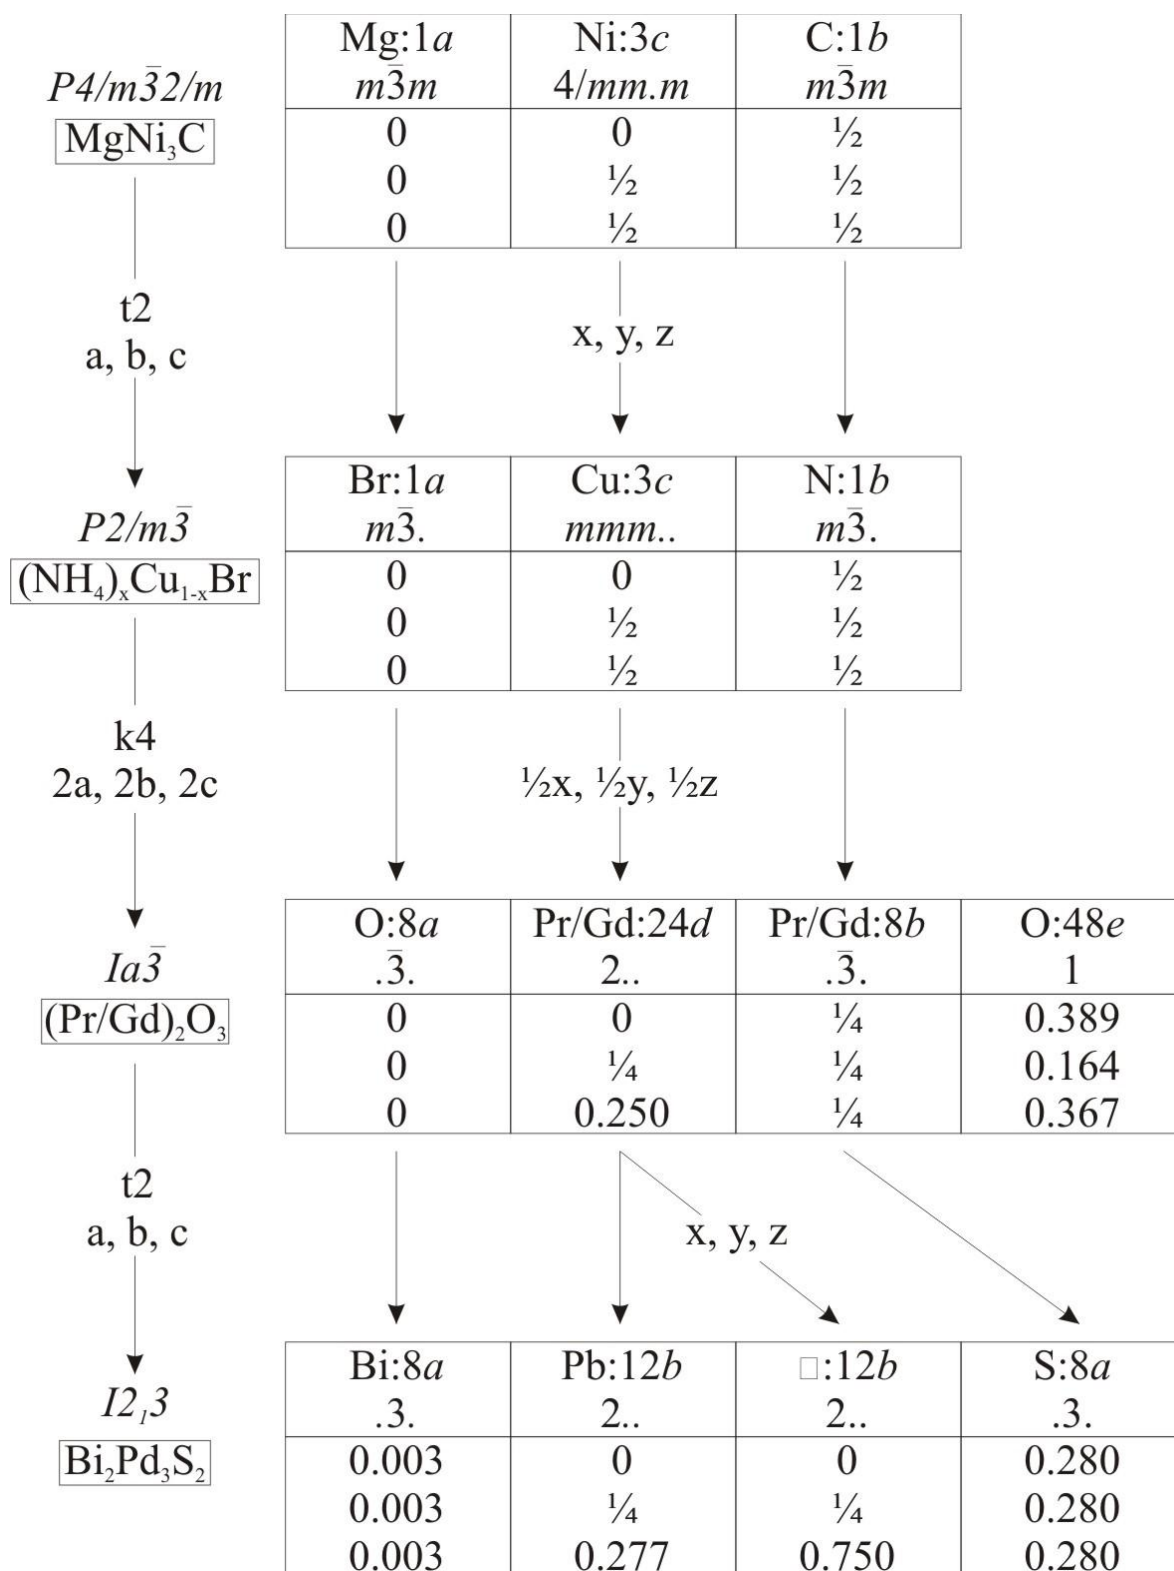 P4/m3̅2/m
MgNi₃C
Mg:1a Ni:3c C:1b
m3̅m 4/mm.m m3̅m
0 0 ½
0 ½ ½
0 ½ ½
t2
a, b, c
x, y, z
P2/m3̅
(NH₄)ₓCu₁₋ₓBr
Br:1a Cu:3c N:1b
m3̅. mmm.. m3̅.
0 0 ½
0 ½ ½
0 ½ ½
k4
2a, 2b, 2c
½x, ½y, ½z
Ia3̅
(Pr/Gd)₂O₃
O:8a Pr/Gd:24d Pr/Gd:8b O:48e
.3̅. 2.. .3̅. 1
0 0 ¼ 0.389
0 ¼ ¼ 0.164
0 0.250 ¼ 0.367
t2
a, b, c
x, y, z
I2₁3
Bi₂Pd₃S₂
Bi:8a Pb:12b □:12b S:8a
.3. 2.. 2.. .3.
0.003 0 0 0.280
0.003 ¼ ¼ 0.280
0.003 0.277 0.750 0.280